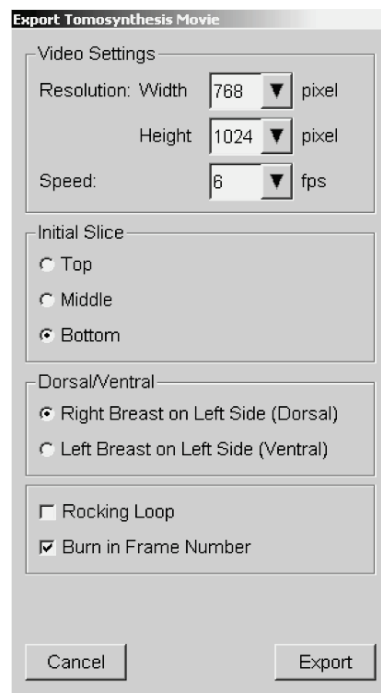 Export Tomosynthesis Movie
Video Settings
Resolution: Width 768 pixel
Height 1024 pixel
Speed: 6 fps
Initial Slice
Top
Middle
Bottom
Dorsal/Ventral
Right Breast on Left Side (Dorsal)
Left Breast on Left Side (Ventral)
Rocking Loop
Burn in Frame Number
Cancel Export